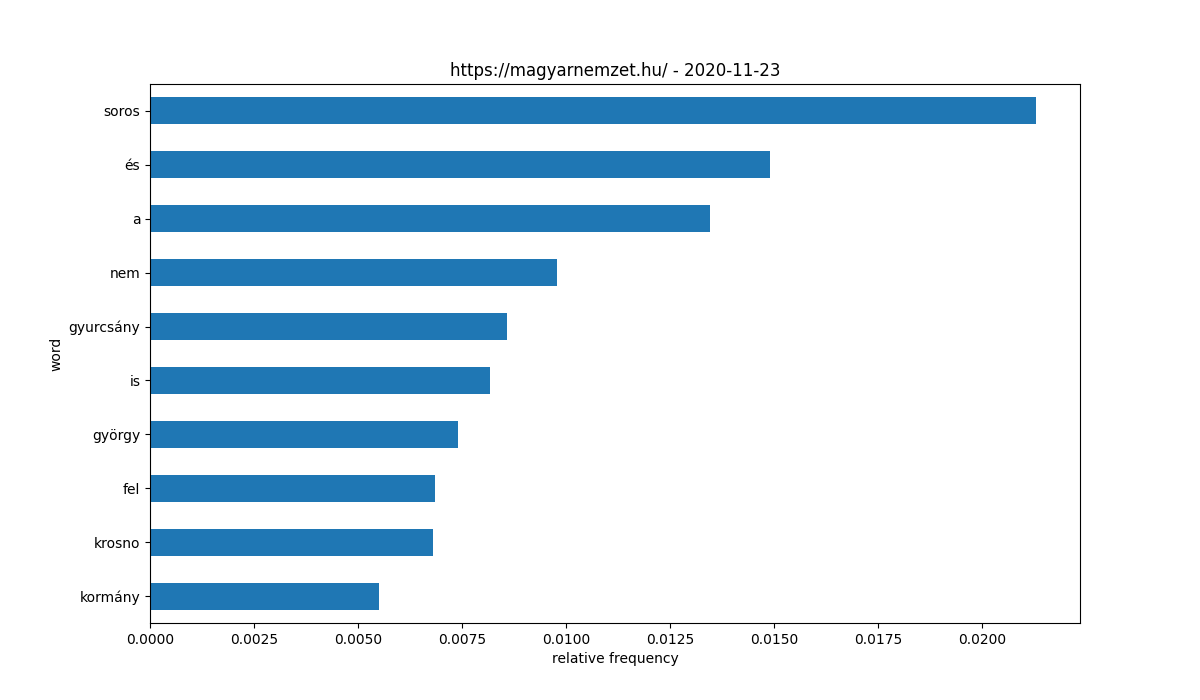 https://magyarnemzet.hu/ - 2020-11-23
soros
és
a
nem
gyurcsány
is
györgy
fel
krosno
kormány
word
0.0000 0.0025 0.0050 0.0075 0.0100 0.0125 0.0150 0.0175 0.0200
relative frequency